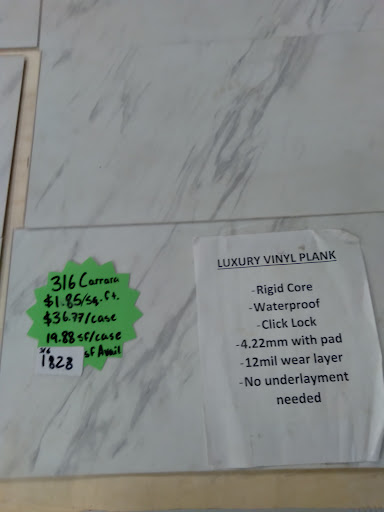 316 Carrara
$1.85/sq.ft.
$36.77/case
19.88 sf/case
1828 sf Avail
LUXURY VINYL PLANK
-Rigid Core
-Waterproof
-Click Lock
-4.22mm with pad
-12mil wear layer
-No underlayment
needed